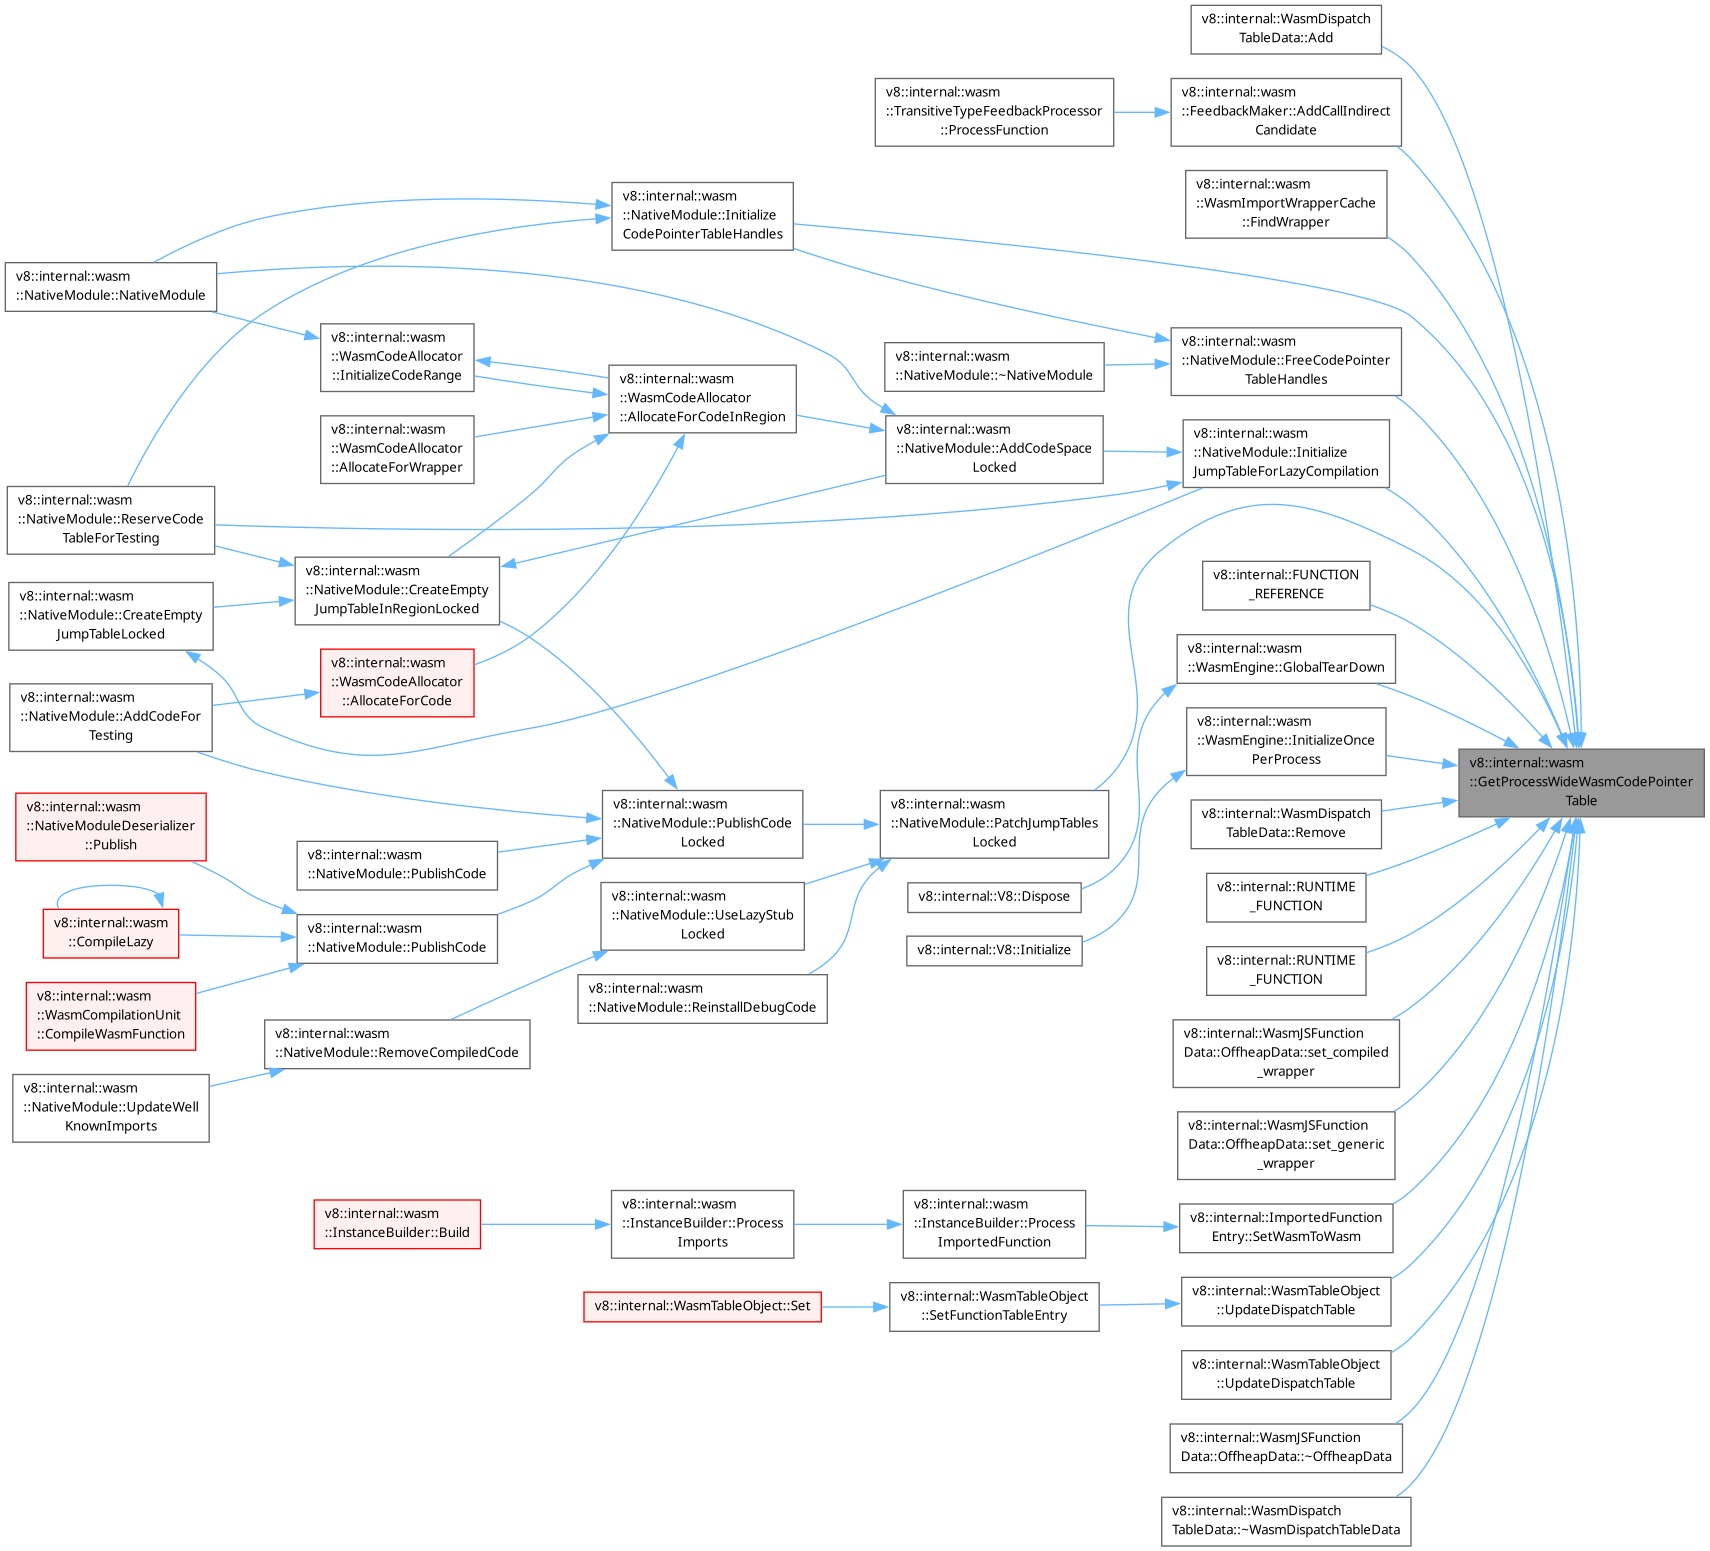 v8::internal::WasmDispatch
TableData::Add
v8::internal::wasm
::TransitiveTypeFeedbackProcessor
::ProcessFunction
v8::internal::wasm
::FeedbackMaker::AddCallIndirect
Candidate
v8::internal::wasm
::WasmImportWrapperCache
::FindWrapper
v8::internal::wasm
::NativeModule::Initialize
CodePointerTableHandles
v8::internal::wasm
::NativeModule::NativeModule
v8::internal::wasm
::WasmCodeAllocator
::InitializeCodeRange
v8::internal::wasm
::NativeModule::~NativeModule
v8::internal::wasm
::NativeModule::FreeCodePointer
TableHandles
v8::internal::wasm
::WasmCodeAllocator
::AllocateForCodeInRegion
v8::internal::wasm
::WasmCodeAllocator
::AllocateForWrapper
v8::internal::wasm
::NativeModule::AddCodeSpace
Locked
v8::internal::wasm
::NativeModule::Initialize
JumpTableForLazyCompilation
v8::internal::wasm
::NativeModule::ReserveCode
TableForTesting
v8::internal::wasm
::NativeModule::CreateEmpty
JumpTableInRegionLocked
v8::internal::FUNCTION
_REFERENCE
v8::internal::wasm
::NativeModule::CreateEmpty
JumpTableLocked
v8::internal::wasm
::WasmEngine::GlobalTearDown
v8::internal::wasm
::WasmCodeAllocator
::AllocateForCode
v8::internal::wasm
::NativeModule::AddCodeFor
Testing
v8::internal::wasm
::WasmEngine::InitializeOnce
PerProcess
v8::internal::wasm
::GetProcessWideWasmCodePointer
Table
v8::internal::wasm
::NativeModuleDeserializer
::Publish
v8::internal::wasm
::NativeModule::PublishCode
Locked
v8::internal::wasm
::NativeModule::PatchJumpTables
Locked
v8::internal::WasmDispatch
TableData::Remove
v8::internal::wasm
::NativeModule::PublishCode
v8::internal::RUNTIME
_FUNCTION
v8::internal::V8::Dispose
v8::internal::wasm
::NativeModule::UseLazyStub
Locked
v8::internal::wasm
::CompileLazy
v8::internal::wasm
::NativeModule::PublishCode
v8::internal::V8::Initialize
v8::internal::RUNTIME
_FUNCTION
v8::internal::wasm
::NativeModule::ReinstallDebugCode
v8::internal::wasm
::WasmCompilationUnit
::CompileWasmFunction
v8::internal::wasm
::NativeModule::RemoveCompiledCode
v8::internal::WasmJSFunction
Data::OffheapData::set_compiled
_wrapper
v8::internal::wasm
::NativeModule::UpdateWell
KnownImports
v8::internal::WasmJSFunction
Data::OffheapData::set_generic
_wrapper
v8::internal::wasm
::InstanceBuilder::Build
v8::internal::wasm
::InstanceBuilder::Process
Imports
v8::internal::wasm
::InstanceBuilder::Process
ImportedFunction
v8::internal::ImportedFunction
Entry::SetWasmToWasm
v8::internal::WasmTableObject::Set
v8::internal::WasmTableObject
::SetFunctionTableEntry
v8::internal::WasmTableObject
::UpdateDispatchTable
v8::internal::WasmTableObject
::UpdateDispatchTable
v8::internal::WasmJSFunction
Data::OffheapData::~OffheapData
v8::internal::WasmDispatch
TableData::~WasmDispatchTableData